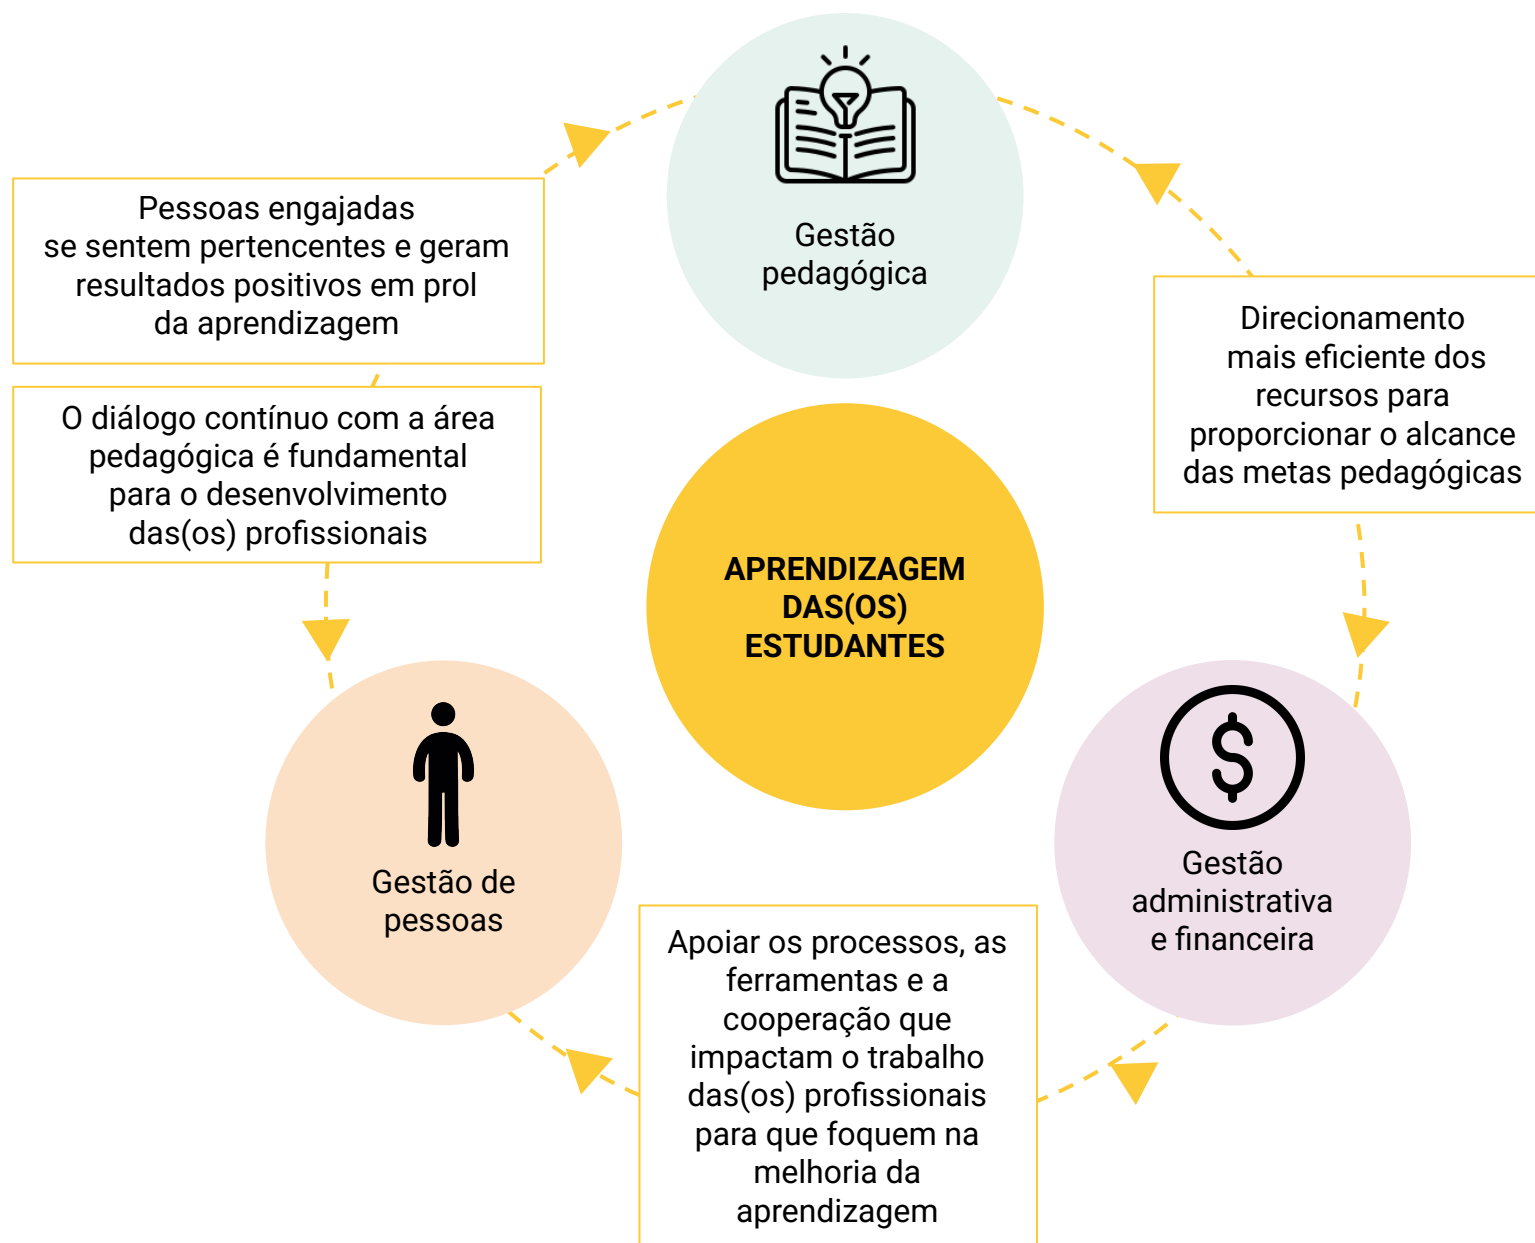 Gestão
pedagógica
Pessoas engajadas
se sentem pertencentes e geram
resultados positivos em prol
da aprendizagem
O diálogo contínuo com a área
pedagógica é fundamental
para o desenvolvimento
das(os) profissionais
Direcionamento
mais eficiente dos
recursos para
proporcionar o alcance
das metas pedagógicas
APRENDIZAGEM
DAS(OS)
ESTUDANTES
Gestão de
pessoas
$
Gestão
administrativa
e financeira
Apoiar os processos, as
ferramentas e a
cooperação que
impactam o trabalho
das(os) profissionais
para que foquem na
melhoria da
aprendizagem